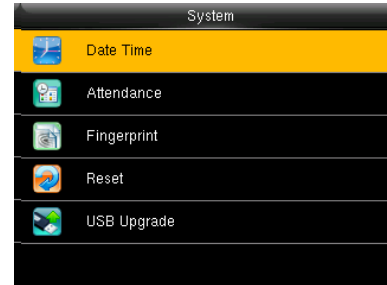 System
Date Time
Attendance
Fingerprint
Reset
USB Upgrade